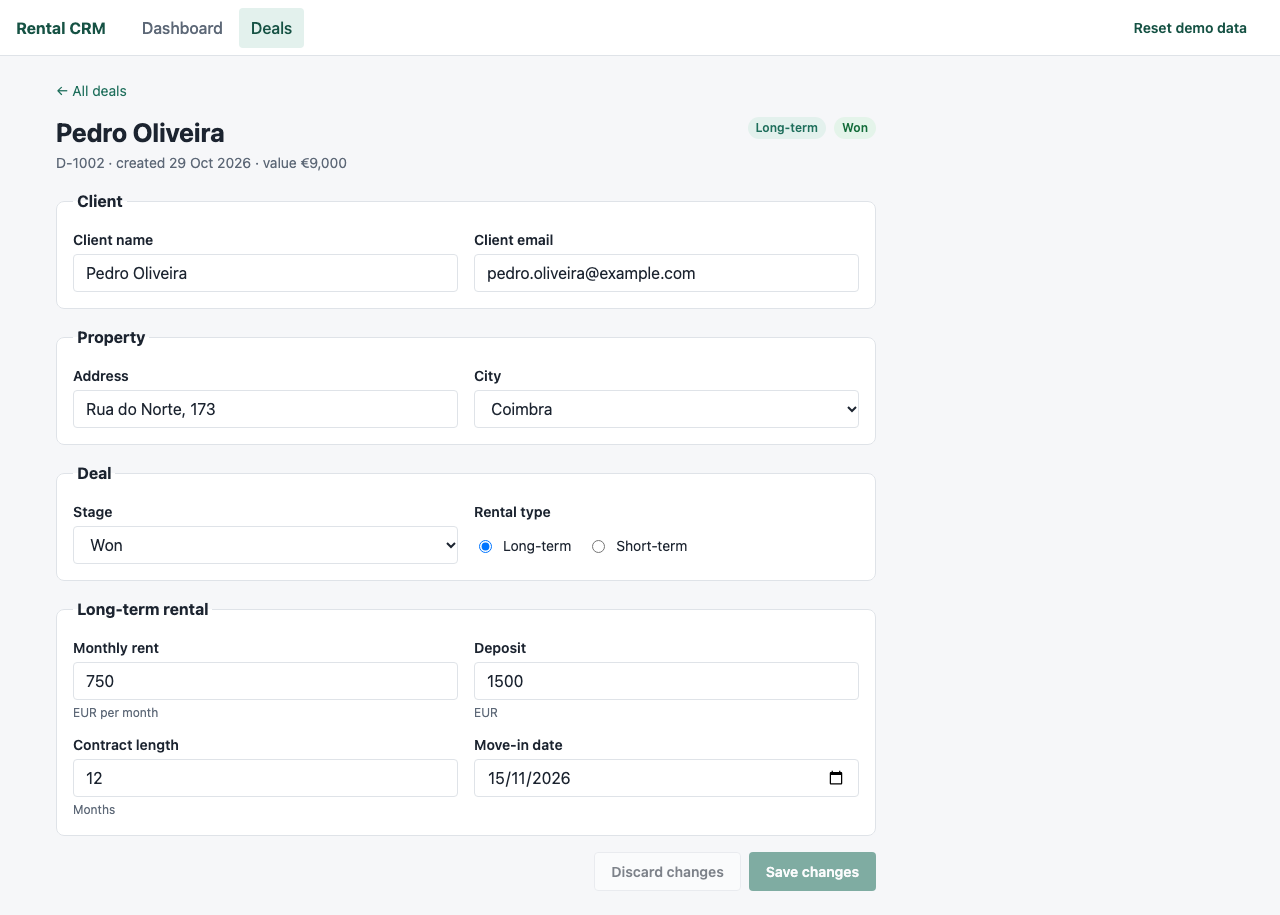 Rental CRM Dashboard Deals Reset demo data
← All deals
Pedro Oliveira Long-term Won
D-1002 · created 29 Oct 2026 · value €9,000
Client
Client name Client email
Pedro Oliveira pedro.oliveira@example.com
Property
Address City
Rua do Norte, 173 Coimbra
Deal
Stage Rental type
Won Long-term Short-term
Long-term rental
Monthly rent Deposit
750 1500
EUR per month EUR
Contract length Move-in date
12 15/11/2026
Months
Discard changes Save changes